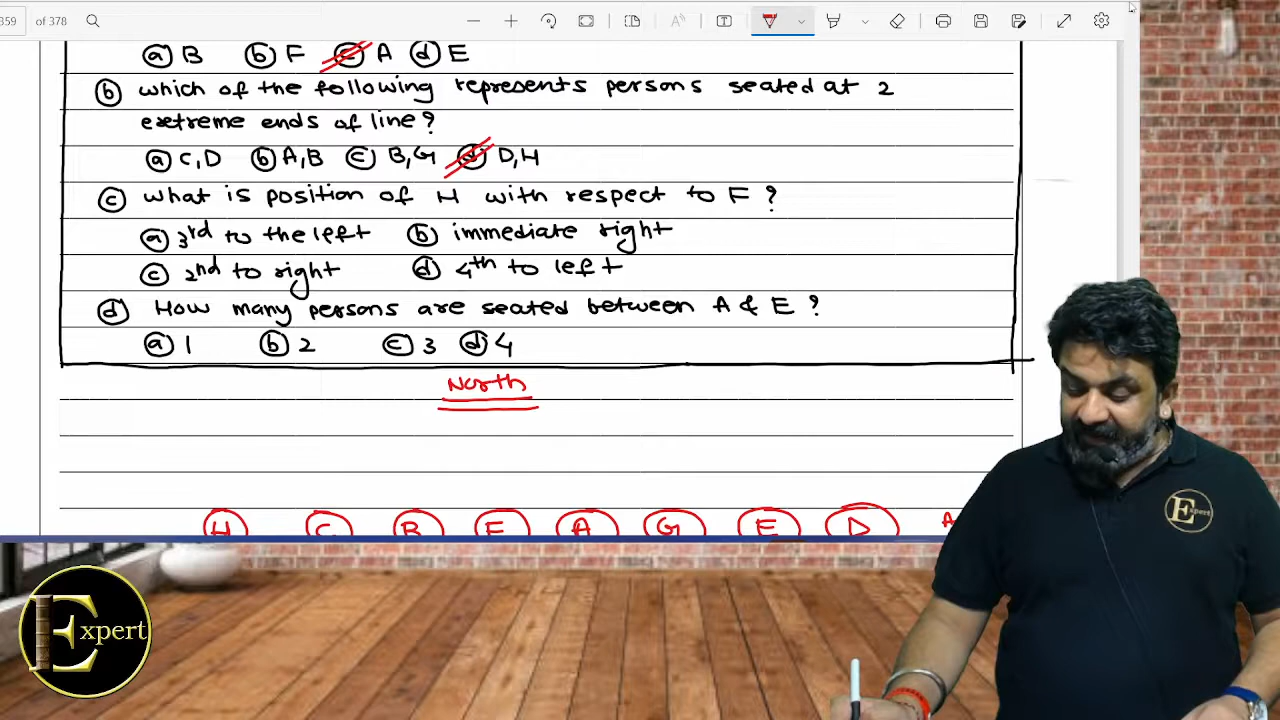 359 of 378
ⓐ B ⓑ F ⓒ A ⓓ E
ⓑ which of the following represents persons seated at 2
extreme ends of line?
ⓐ C,D ⓑ A,B ⓒ B,G ⓓ D,H
ⓒ what is position of H with respect to F ?
ⓐ 3rd to the left ⓑ immediate right
ⓒ 2nd to right ⓓ 4th to left
ⓓ How many persons are seated between A & E ?
ⓐ 1 ⓑ 2 ⓒ 3 ⓓ 4
North
H C B F A G E D A
Expert
Expert